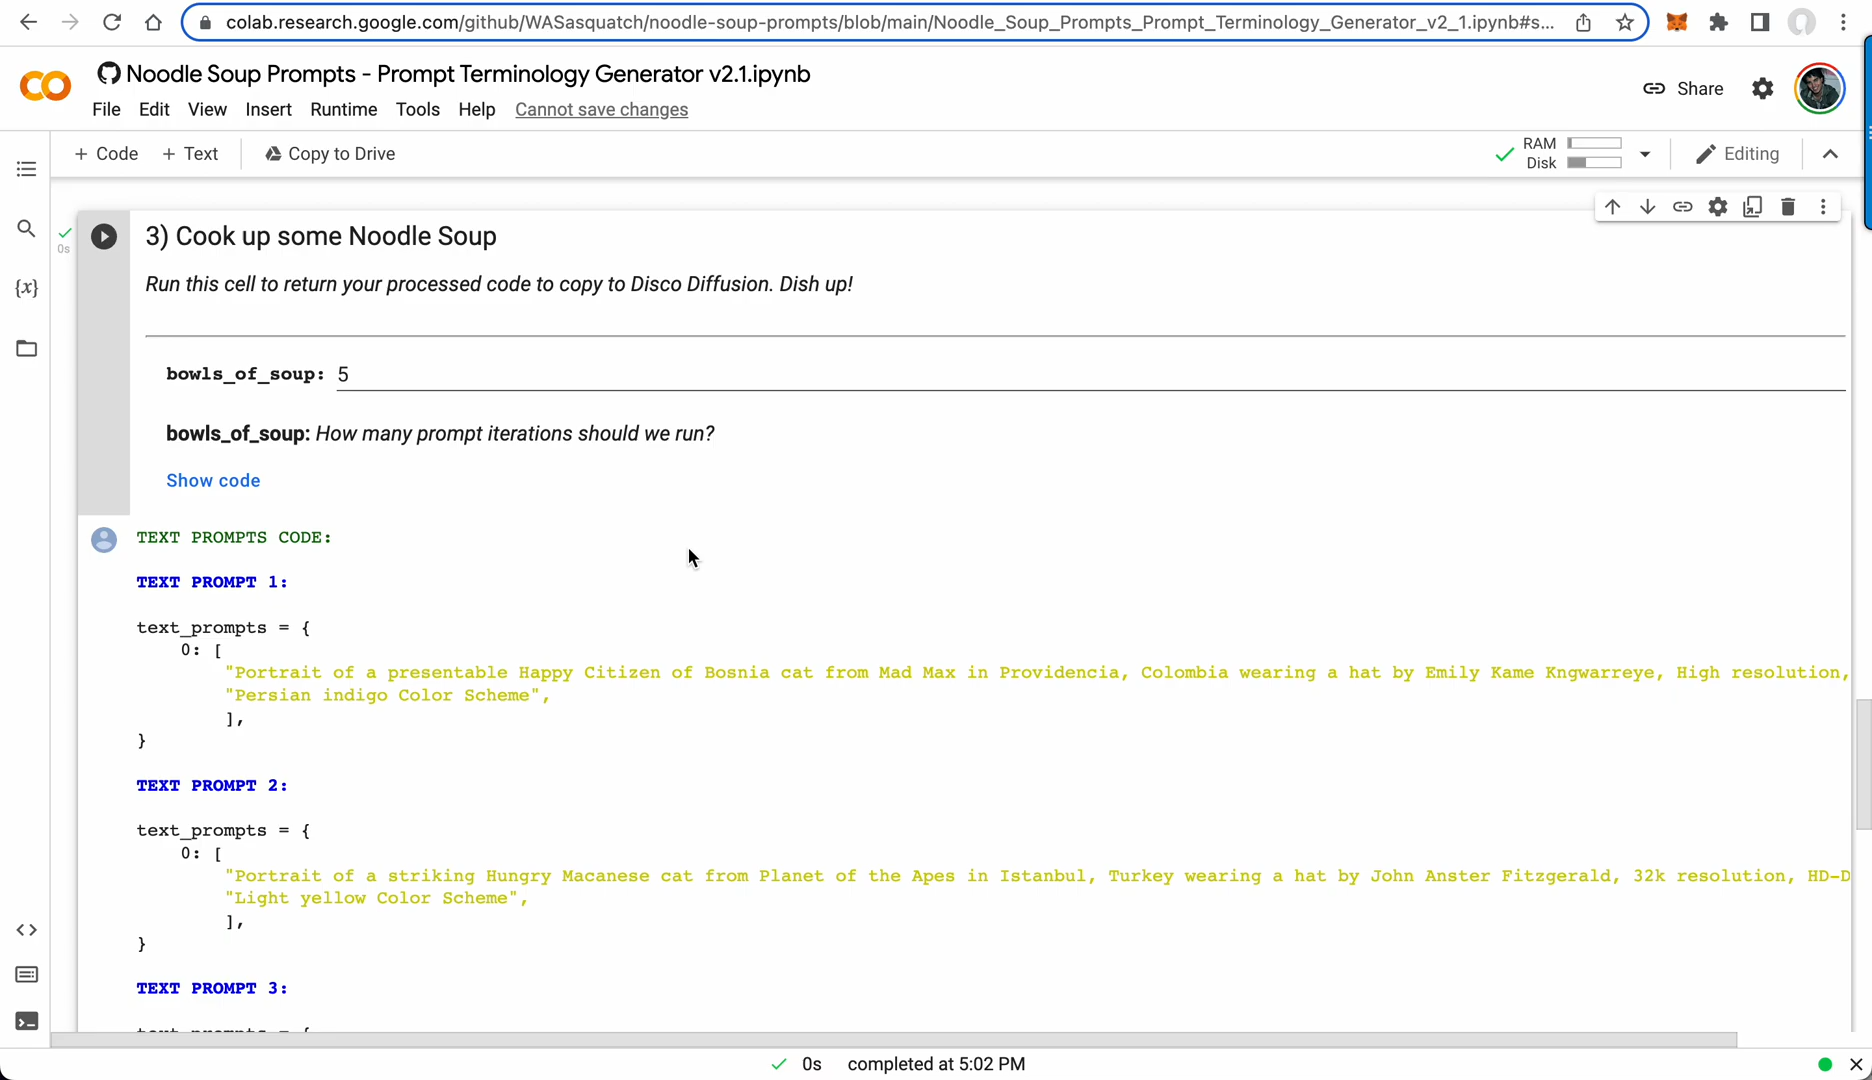 colab.research.google.com/github/WASasquatch/noodle-soup-prompts/blob/main/Noodle_Soup_Prompts_Prompt_Terminology_Generator_v2_1.ipynb#s...
CO
Noodle Soup Prompts - Prompt Terminology Generator v2.1.ipynb
Share
File Edit View Insert Runtime Tools Help Cannot save changes
+ Code + Text Copy to Drive
RAM
Disk
Editing
3) Cook up some Noodle Soup
0s
Run this cell to return your processed code to copy to Disco Diffusion. Dish up!
{x}
bowls_of_soup: 5
bowls_of_soup: How many prompt iterations should we run?
Show code
TEXT PROMPTS CODE:
TEXT PROMPT 1:
text_prompts = {
0: [
"Portrait of a presentable Happy Citizen of Bosnia cat from Mad Max in Providencia, Colombia wearing a hat by Emily Kame Kngwarreye, High resolution,
"Persian indigo Color Scheme",
],
}
TEXT PROMPT 2:
text_prompts = {
0: [
"Portrait of a striking Hungry Macanese cat from Planet of the Apes in Istanbul, Turkey wearing a hat by John Anster Fitzgerald, 32k resolution, HD-D
"Light yellow Color Scheme",
],
}
TEXT PROMPT 3:
0s completed at 5:02 PM